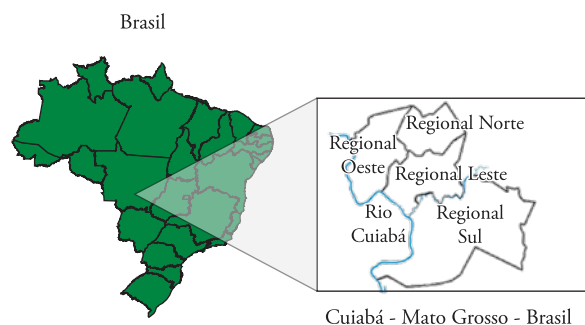 Brasil
Regional Norte
Regional
Oeste
Regional Leste
Rio
Cuiabá
Regional
Sul
Cuiabá - Mato Grosso - Brasil